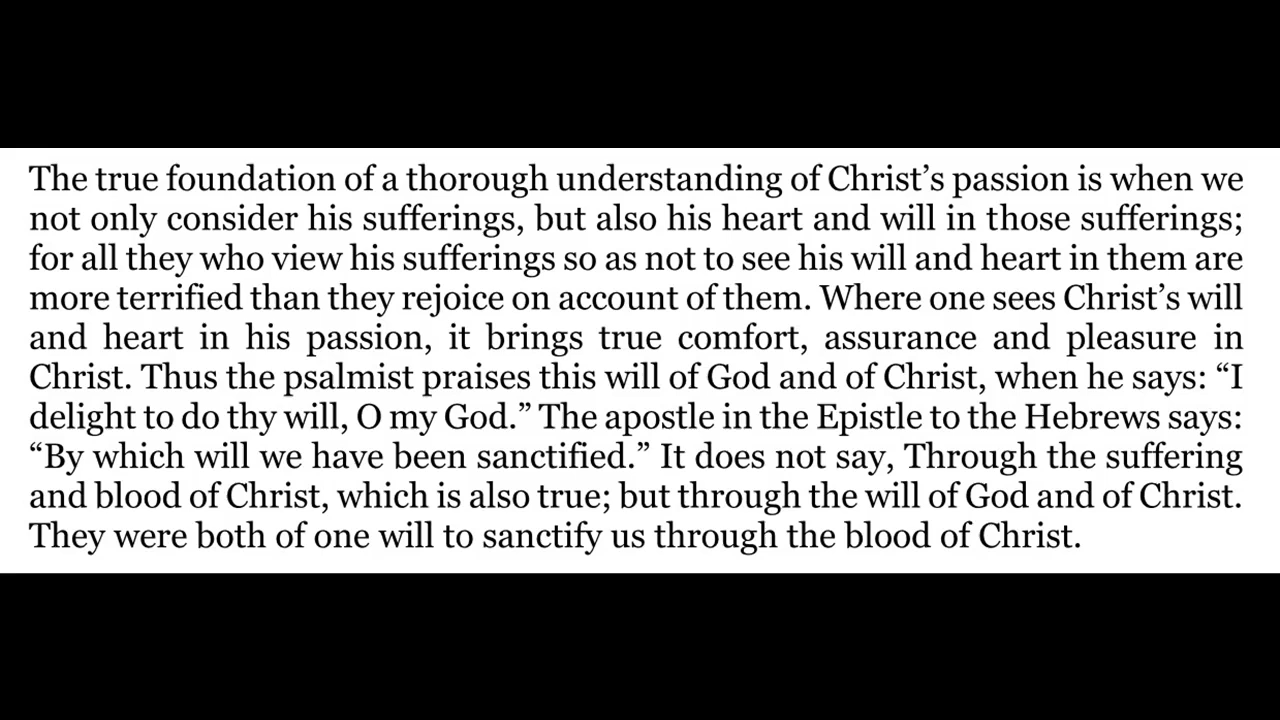 The true foundation of a thorough understanding of Christ’s passion is when we
not only consider his sufferings, but also his heart and will in those sufferings;
for all they who view his sufferings so as not to see his will and heart in them are
more terrified than they rejoice on account of them. Where one sees Christ’s will
and heart in his passion, it brings true comfort, assurance and pleasure in
Christ. Thus the psalmist praises this will of God and of Christ, when he says: “I
delight to do thy will, O my God.” The apostle in the Epistle to the Hebrews says:
“By which will we have been sanctified.” It does not say, Through the suffering
and blood of Christ, which is also true; but through the will of God and of Christ.
They were both of one will to sanctify us through the blood of Christ.